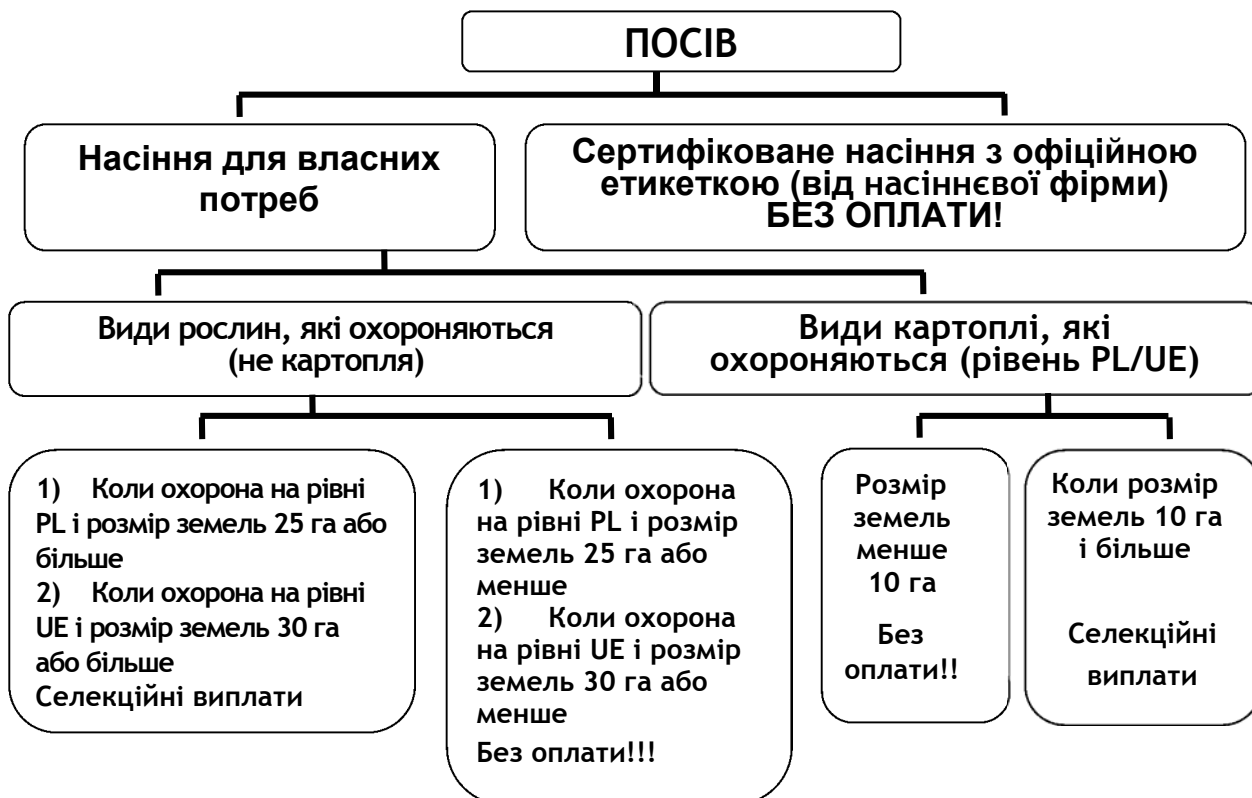 ПОСІВ
Насіння для власних
потреб
Сертифіковане насіння з офіційною
етикеткою (від насіннєвої фірми)
БЕЗ ОПЛАТИ!
Види рослин, які охороняються
(не картопля)
Види картоплі, які
охороняються (рівень PL/UE)
1) Коли охорона на рівні
PL і розмір земель 25 га або
більше
2) Коли охорона на рівні
UE і розмір земель 30 га
або більше
Селекційні виплати
1) Коли охорона
на рівні PL і розмір
земель 25 га або
менше
2) Коли охорона
на рівні UE і розмір
земель 30 га або
менше
Без оплати!!!
Розмір
земель
менше
10 га
Без
оплати!!
Коли розмір
земель 10 га
і більше
Селекційні
виплати